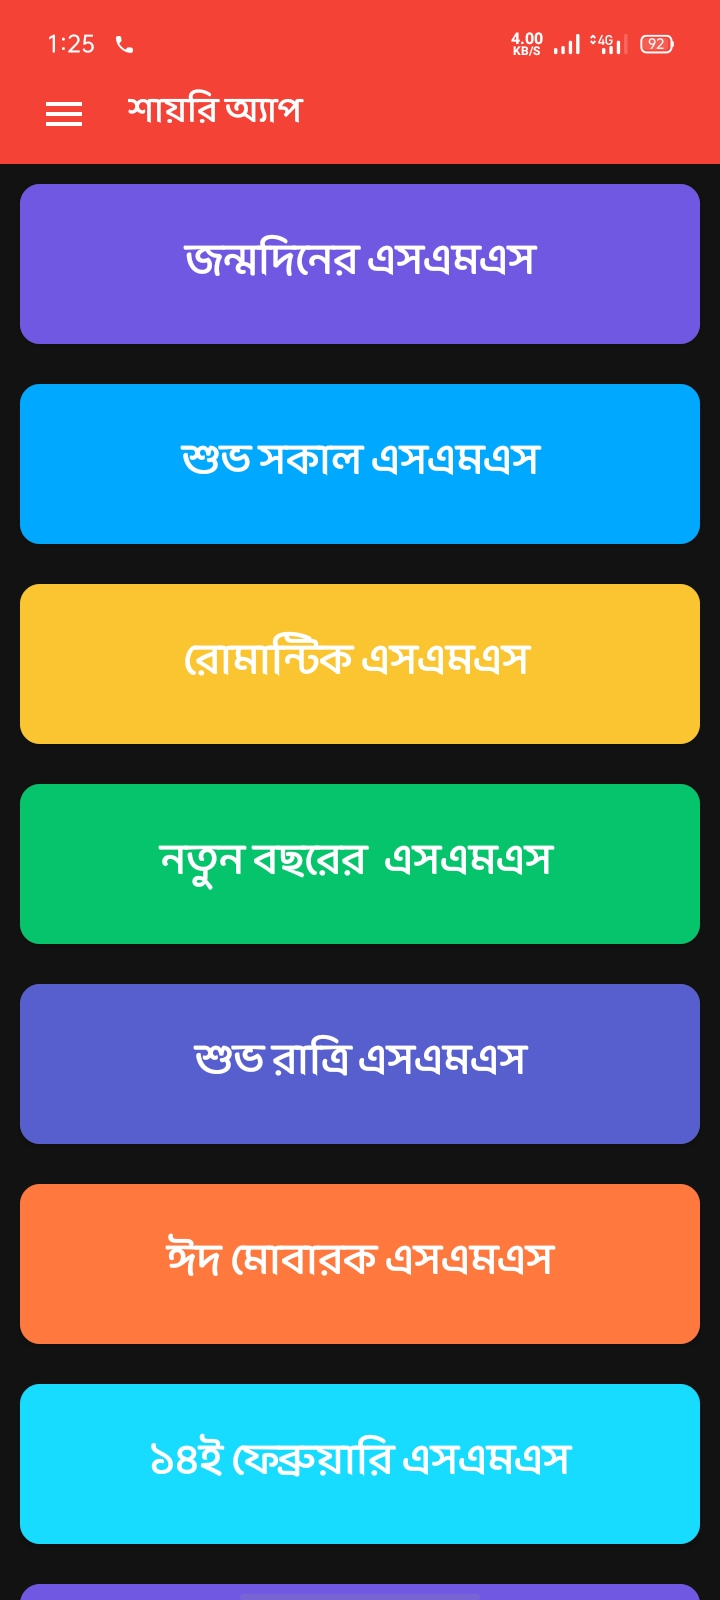 1:25
4.00
KB/S
4G
92
শায়রি অ্যাপ
জন্মদিনের এসএমএস
শুভ সকাল এসএমএস
রোমান্টিক এসএমএস
নতুন বছরের এসএমএস
শুভ রাত্রি এসএমএস
ঈদ মোবারক এসএমএস
১৪ই ফেব্রুয়ারি এসএমএস